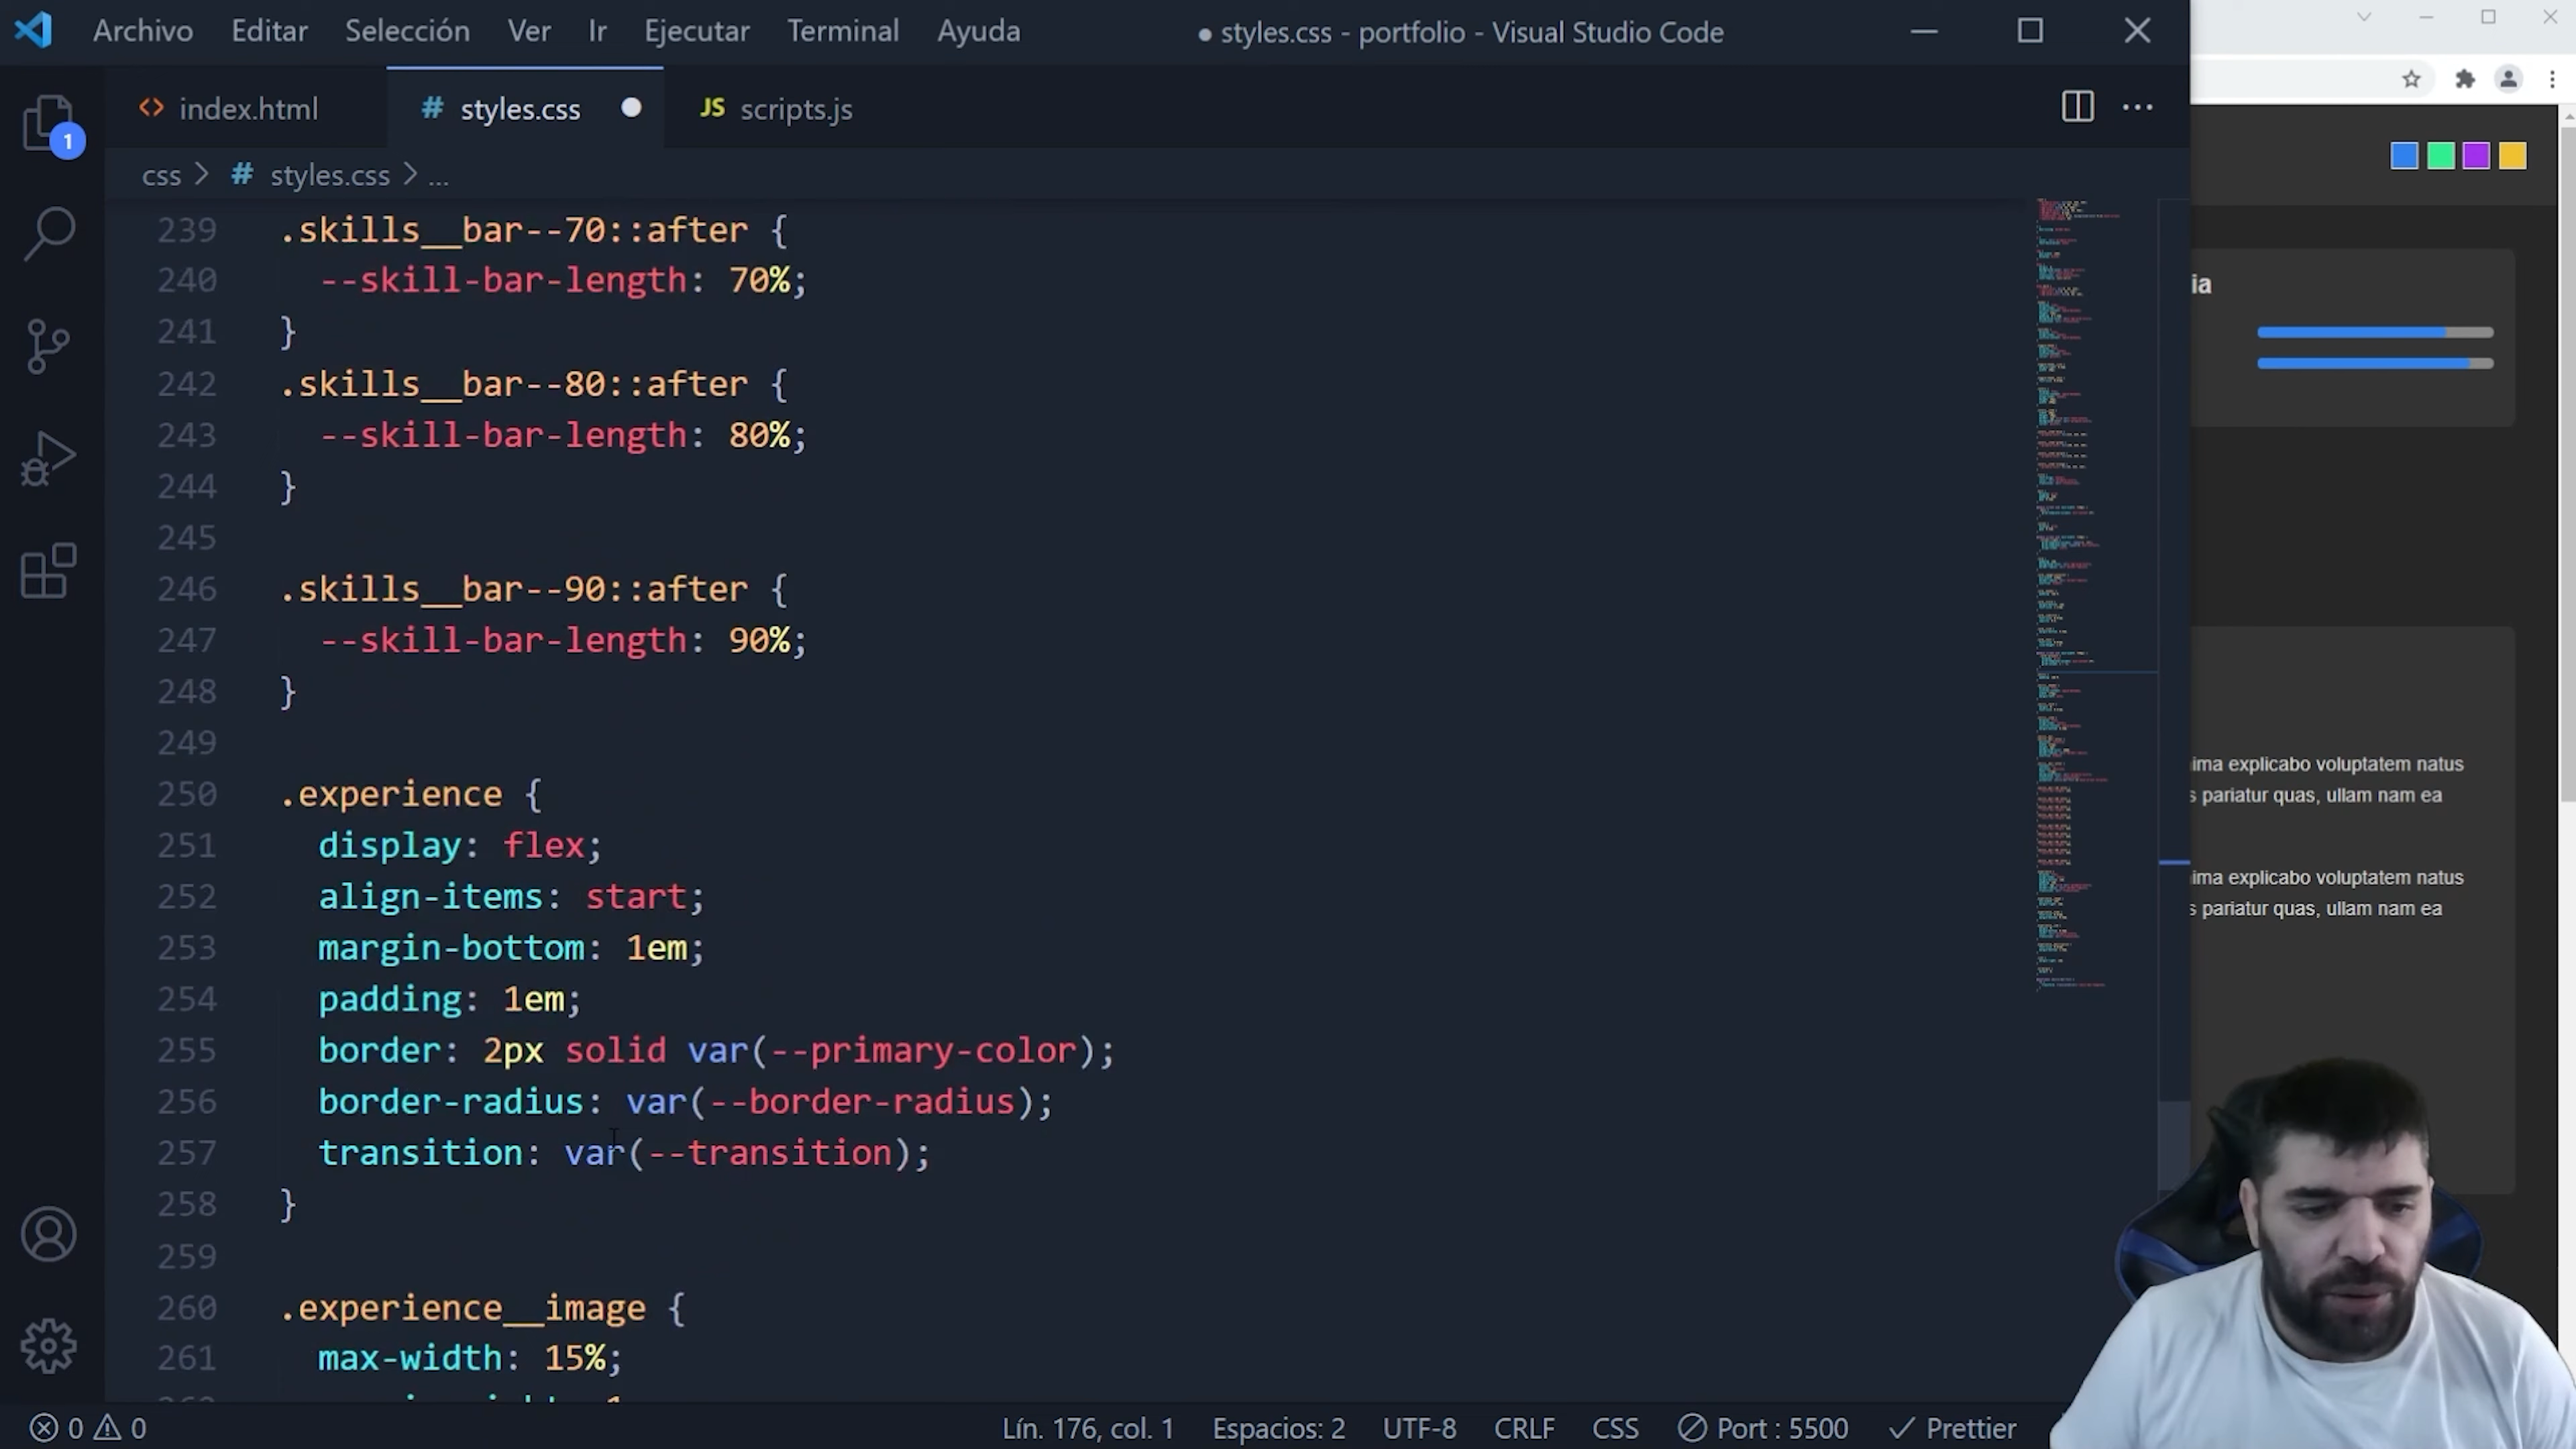 Archivo Editar Selección Ver Ir Ejecutar Terminal Ayuda ● styles.css - portfolio - Visual Studio Code
<> index.html # styles.css JS scripts.js
1
css > # styles.css > ...
239 .skills__bar--70::after {
240 --skill-bar-length: 70%;
241 }
242 .skills__bar--80::after {
243 --skill-bar-length: 80%;
244 }
245
246 .skills__bar--90::after {
247 --skill-bar-length: 90%;
248 }
249
250 .experience {
251 display: flex;
252 align-items: start;
253 margin-bottom: 1em;
254 padding: 1em;
255 border: 2px solid var(--primary-color);
256 border-radius: var(--border-radius);
257 transition: var(--transition);
258 }
259
260 .experience__image {
261 max-width: 15%;
0 0 Lín. 176, col. 1 Espacios: 2 UTF-8 CRLF CSS Port : 5500 Prettier
ia
ima explicabo voluptatem natus
s pariatur quas, ullam nam ea
ima explicabo voluptatem natus
s pariatur quas, ullam nam ea